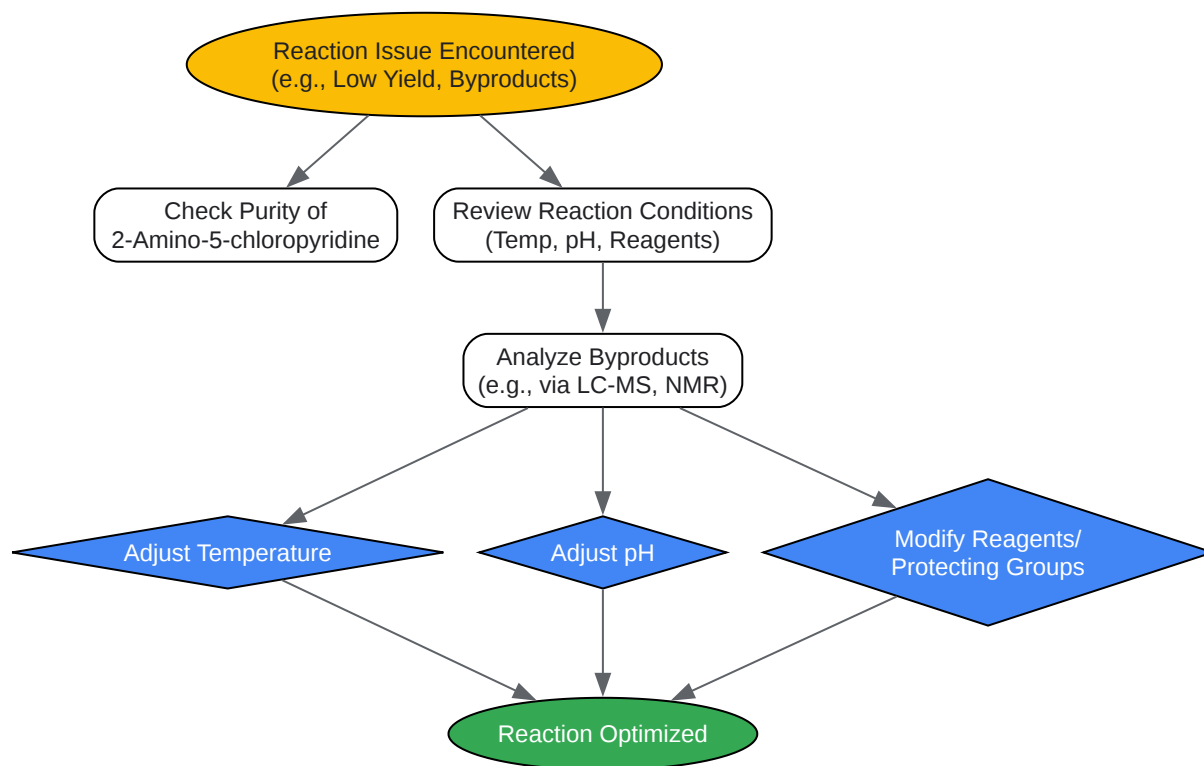 Reaction Issue Encountered
(e.g., Low Yield, Byproducts)
Check Purity of
2-Amino-5-chloropyridine
Review Reaction Conditions
(Temp, pH, Reagents)
Analyze Byproducts
(e.g., via LC-MS, NMR)
Adjust Temperature
Adjust pH
Modify Reagents/
Protecting Groups
Reaction Optimized